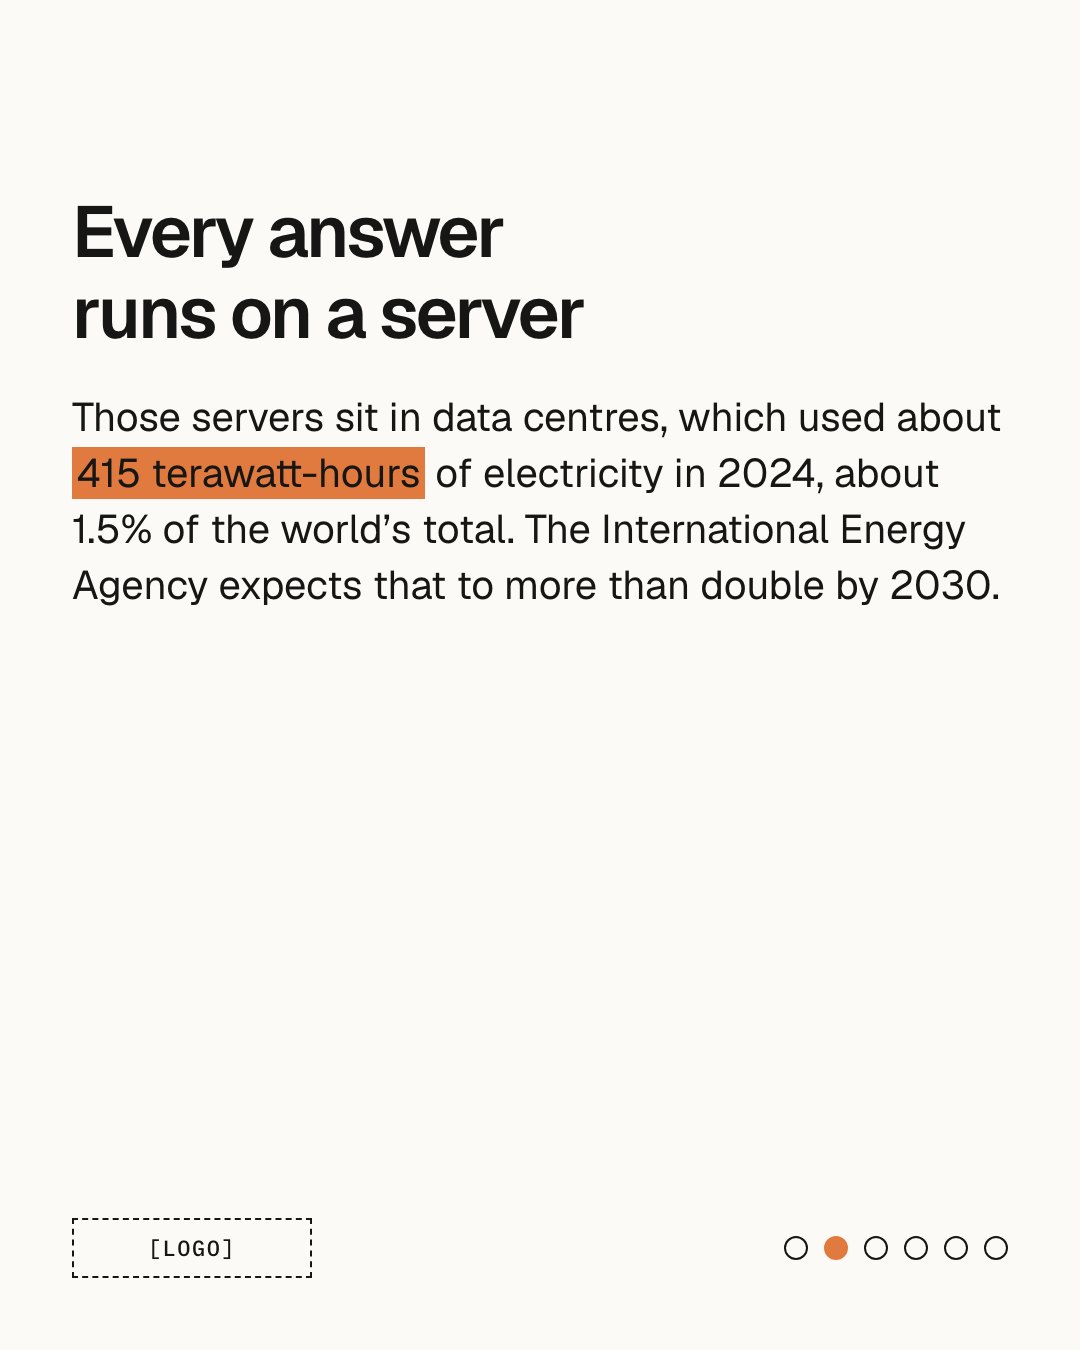 Every answer
runs on a server
Those servers sit in data centres, which used about
415 terawatt-hours of electricity in 2024, about
1.5% of the world’s total. The International Energy
Agency expects that to more than double by 2030.
[LOGO]